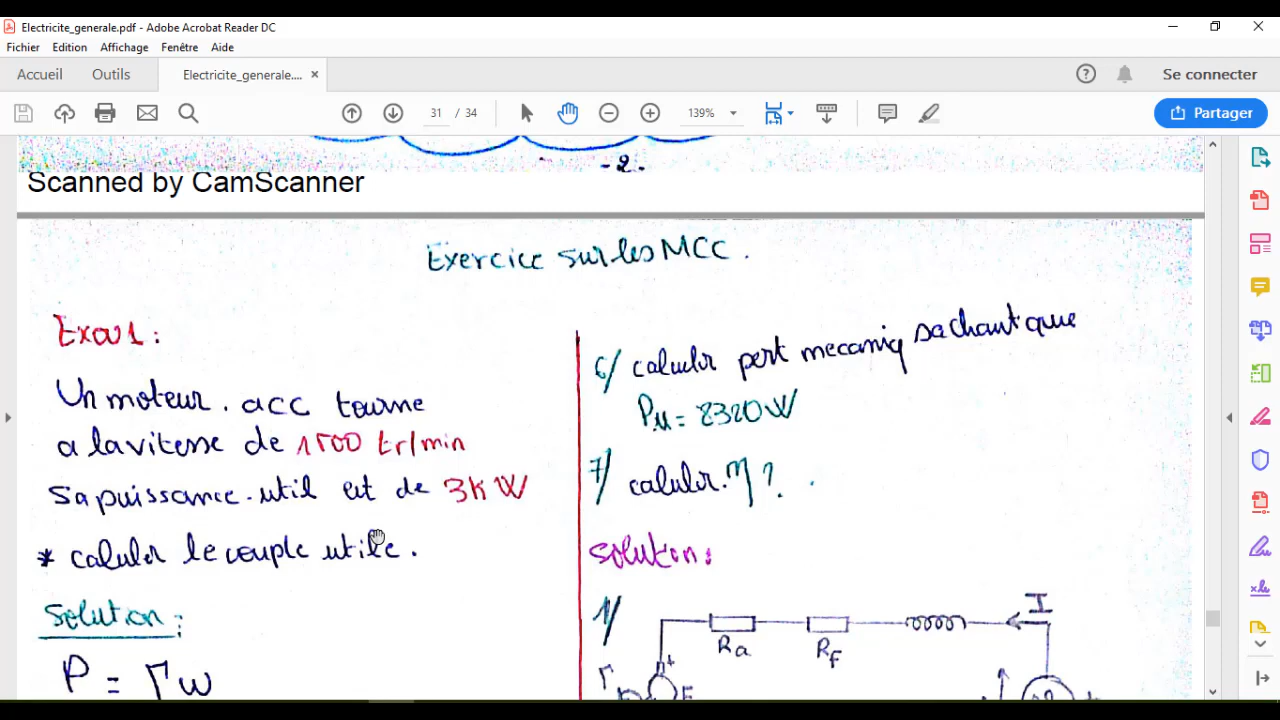 Electricite_generale.pdf - Adobe Acrobat Reader DC
Fichier Edition Affichage Fenêtre Aide
Accueil Outils Electricite_generale.... × Se connecter
31 / 34 139% Partager
-2.
Scanned by CamScanner
Exercice sur les MCC.
Exo 1:
Un moteur. acc tourne
a la vitesse de 1500 tr/min
sa puissance. util est de 3kW
* caluler le couple utile.
Solution:
P = Γω
6/ calculer pert mecaniq sachant que
Pu = 8320W
7/ calculer. η?
solution:
1/
I
Ra
RF
Γ
E
+